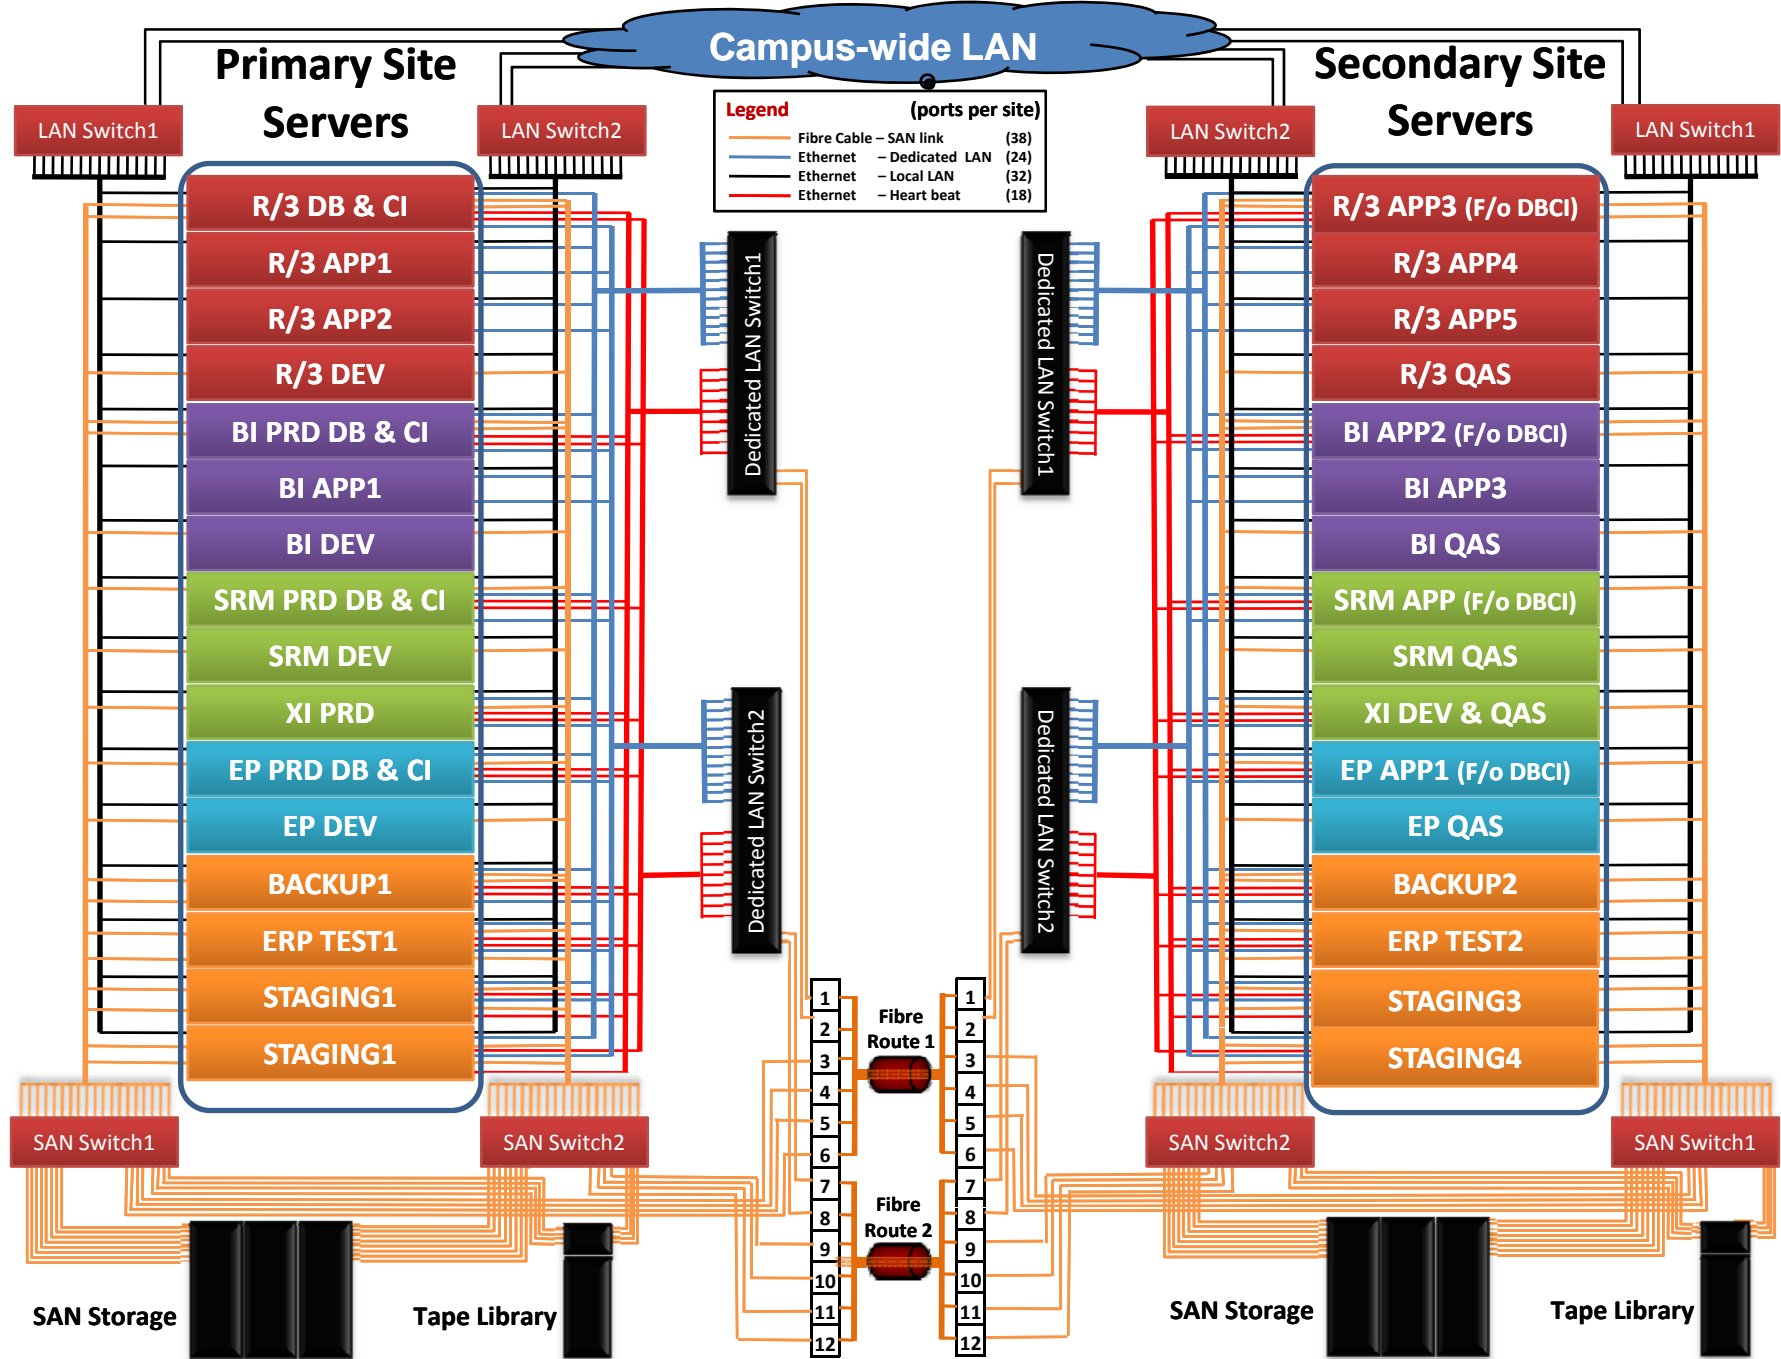 Campus-wide LAN
Primary Site
Servers
Secondary Site
Servers
Legend (ports per site)
Fibre Cable – SAN link (38)
Ethernet – Dedicated LAN (24)
Ethernet – Local LAN (32)
Ethernet – Heart beat (18)
LAN Switch1
LAN Switch2
LAN Switch2
LAN Switch1
R/3 DB & CI
R/3 APP1
R/3 APP2
R/3 DEV
BI PRD DB & CI
BI APP1
BI DEV
SRM PRD DB & CI
SRM DEV
XI PRD
EP PRD DB & CI
EP DEV
BACKUP1
ERP TEST1
STAGING1
STAGING1
Dedicated LAN Switch1
Dedicated LAN Switch2
Dedicated LAN Switch1
Dedicated LAN Switch2
R/3 APP3 (F/o DBCI)
R/3 APP4
R/3 APP5
R/3 QAS
BI APP2 (F/o DBCI)
BI APP3
BI QAS
SRM APP (F/o DBCI)
SRM QAS
XI DEV & QAS
EP APP1 (F/o DBCI)
EP QAS
BACKUP2
ERP TEST2
STAGING3
STAGING4
1
2
3
4
5
6
7
8
9
10
11
12
Fibre
Route 1
Fibre
Route 2
1
2
3
4
5
6
7
8
9
10
11
12
SAN Switch1
SAN Switch2
SAN Switch2
SAN Switch1
SAN Storage
Tape Library
SAN Storage
Tape Library